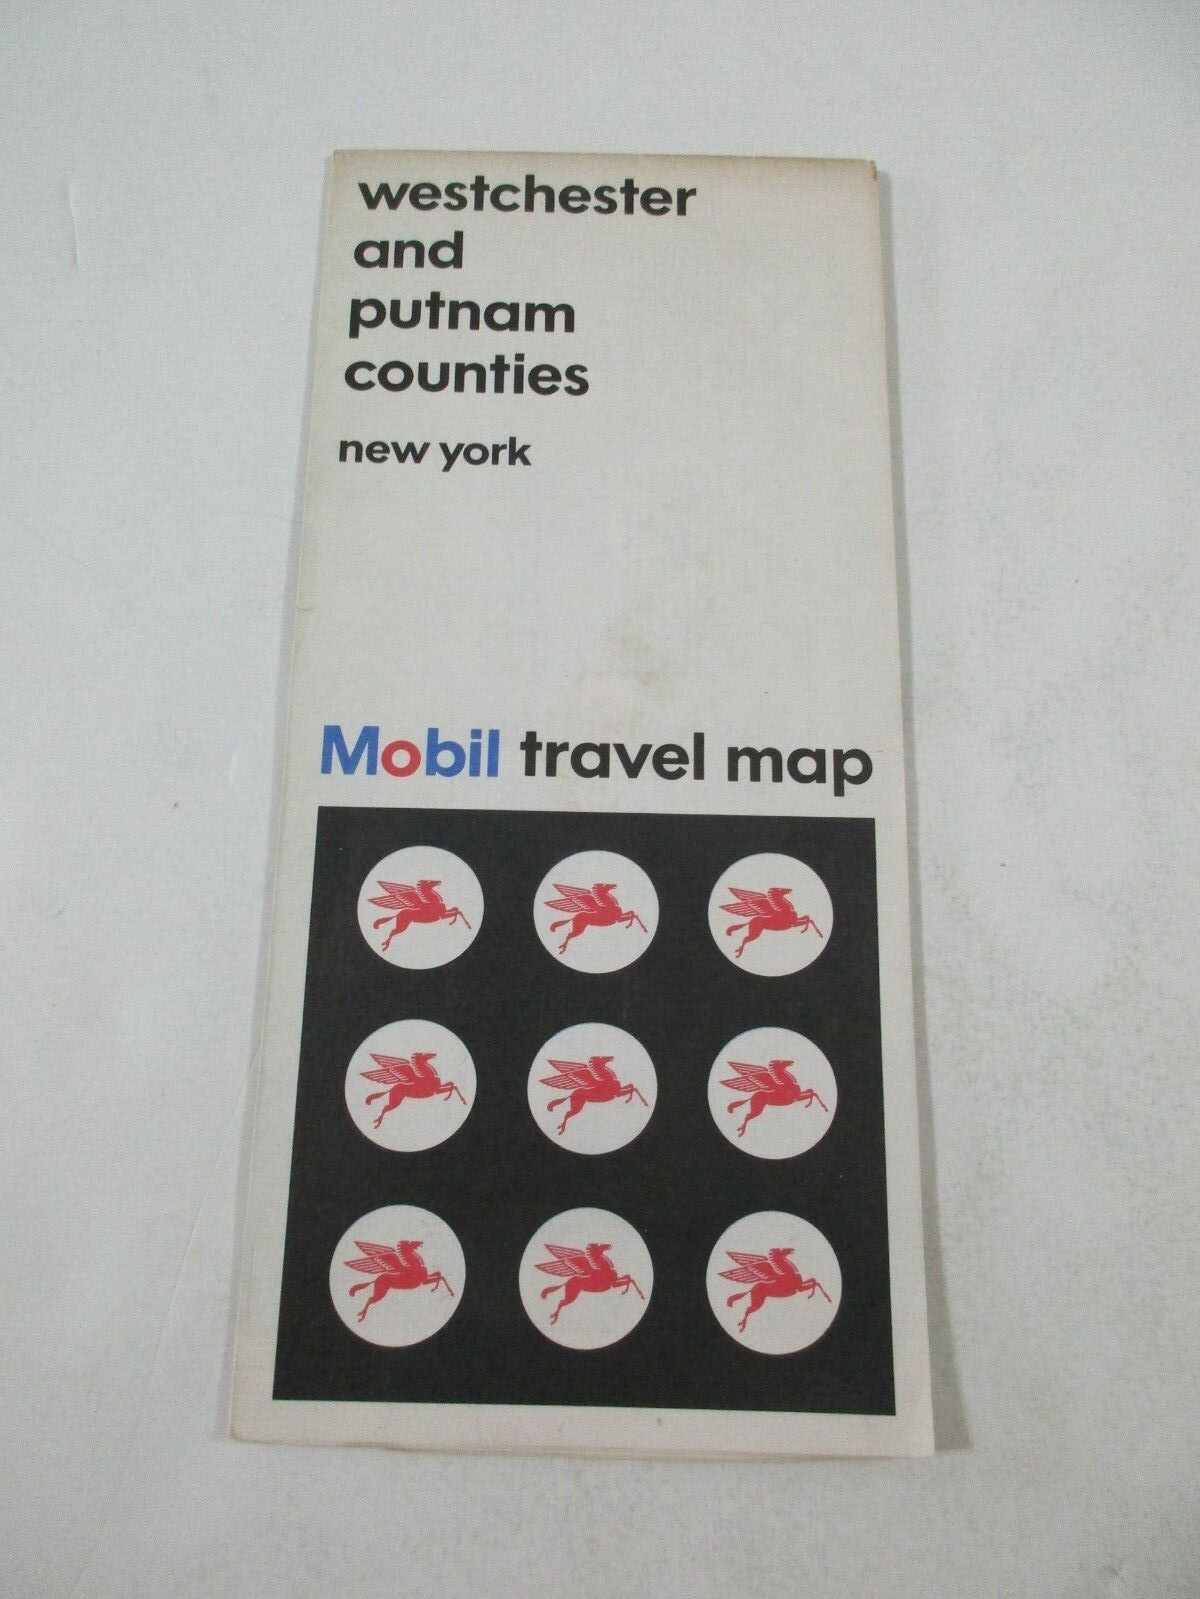 westchester
and
putnam
counties
new york
Mobil travel map